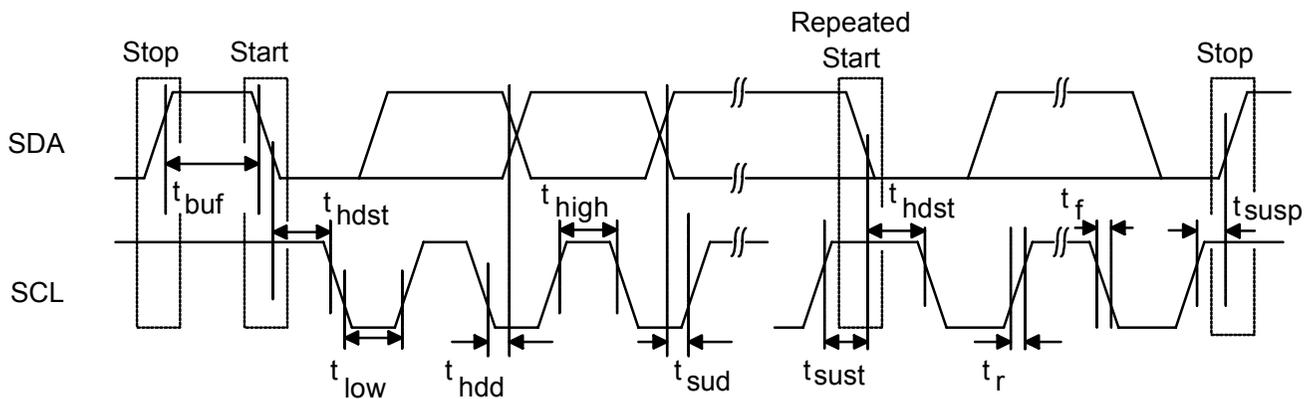 Repeated
Stop Start Start Stop
SDA
t buf t hdst t high t hdst t f t susp
SCL
t low t hdd t sud t sust t r